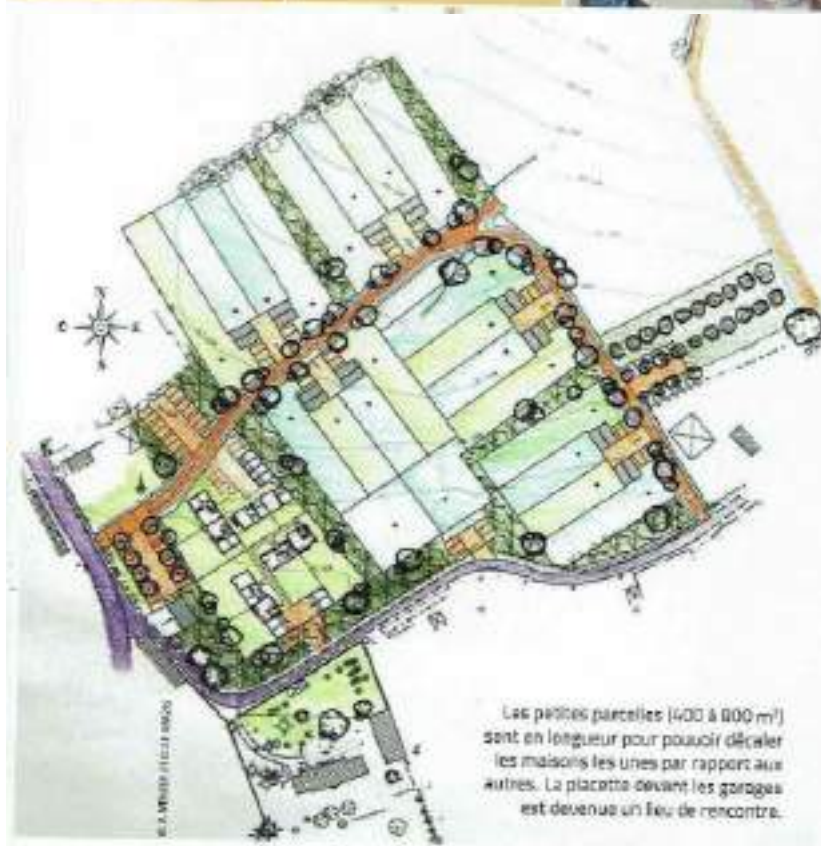 N
E
S
Les petites parcelles (400 à 800 m²)
sont en longueur pour pouvoir décaler
les maisons les unes par rapport aux
autres. La placette devant les garages
est devenue un lieu de rencontre.